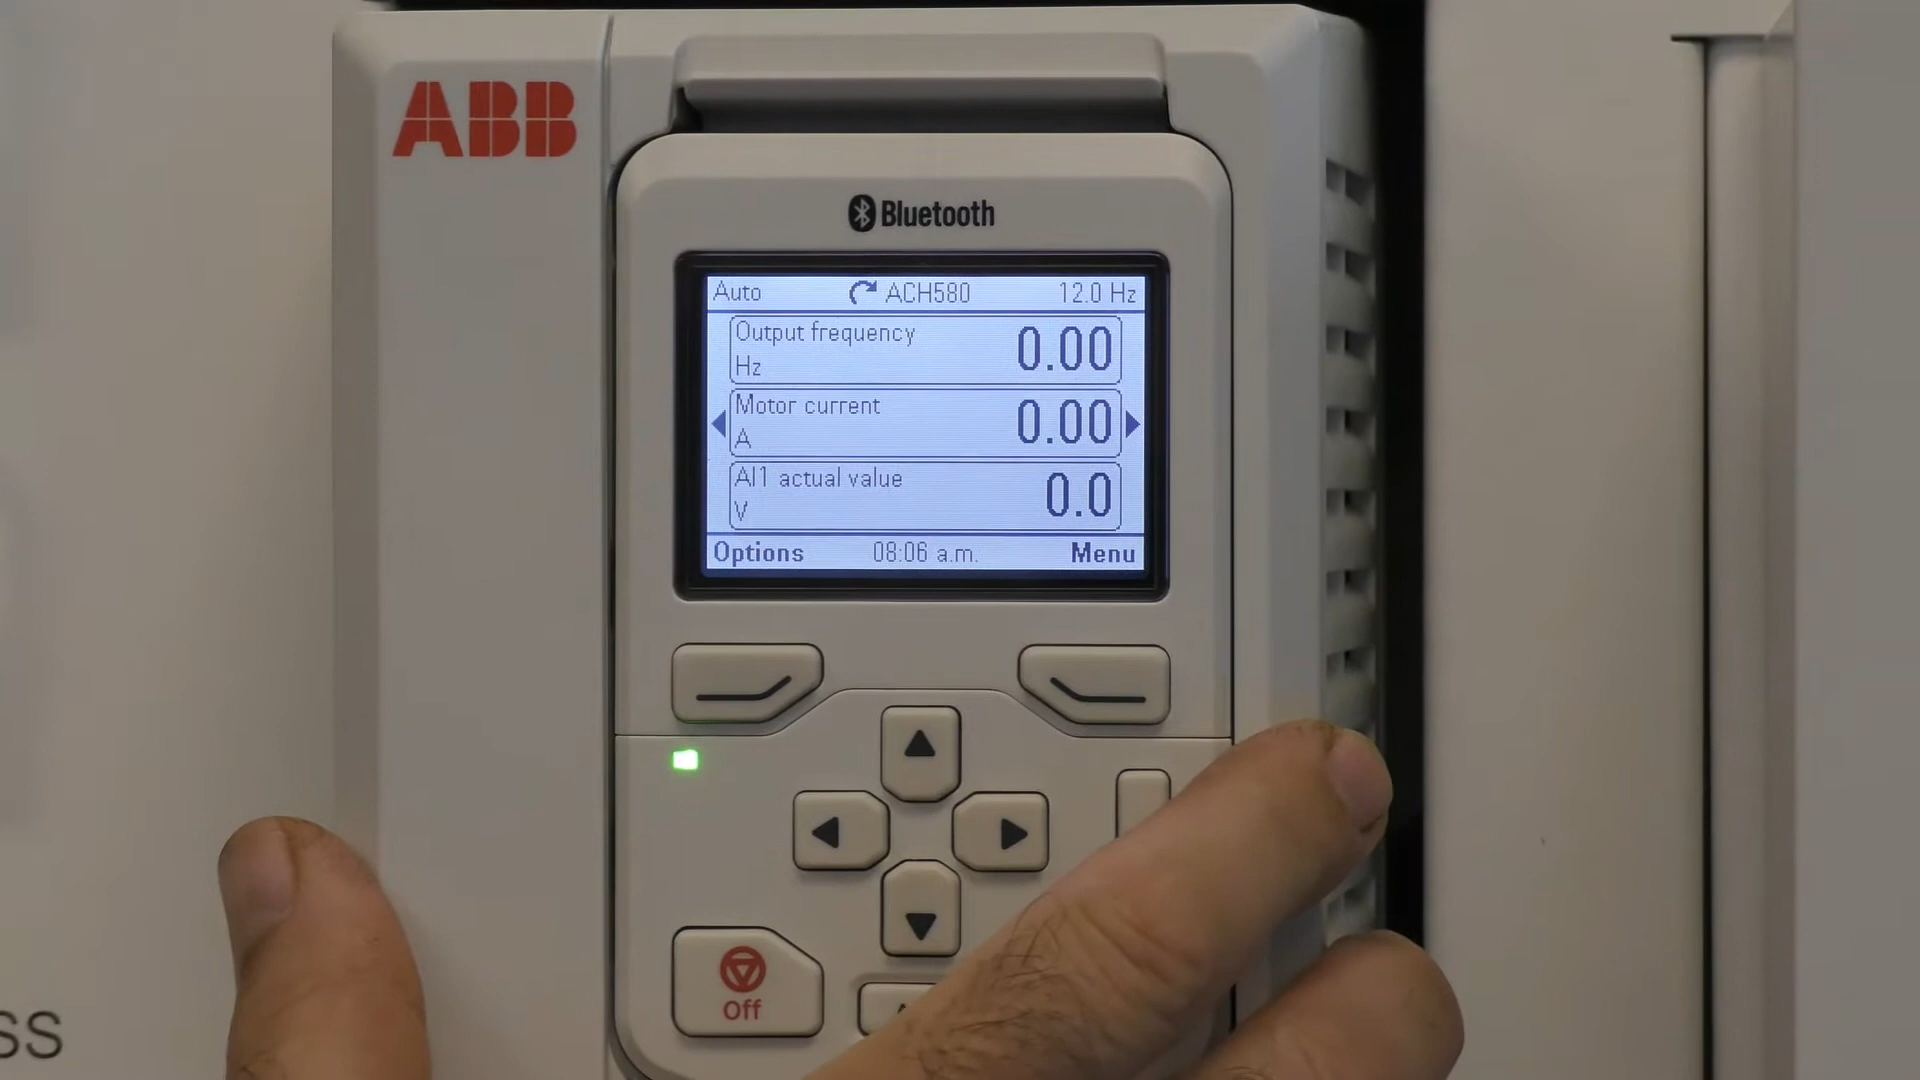 ABB
Bluetooth
Auto ACH580 12.0 Hz
Output frequency 0.00
Hz
Motor current 0.00
A
AI1 actual value 0.0
V
Options 08:06 a.m. Menu
Off
SS